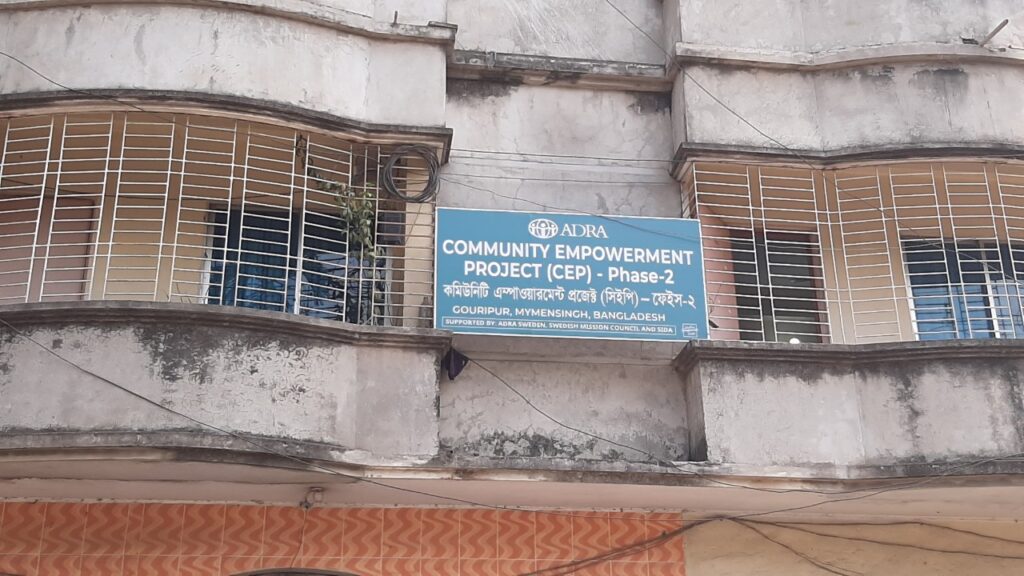 ADRA
COMMUNITY EMPOWERMENT
PROJECT (CEP) - Phase-2
কমিউনিটি এম্পাওয়ারমেন্ট প্রজেক্ট (সিইপি) – ফেইস-২
GOURIPUR, MYMENSINGH, BANGLADESH
SUPPORTED BY: ADRA SWEDEN, SWEDISH MISSION COUNCIL AND SIDA